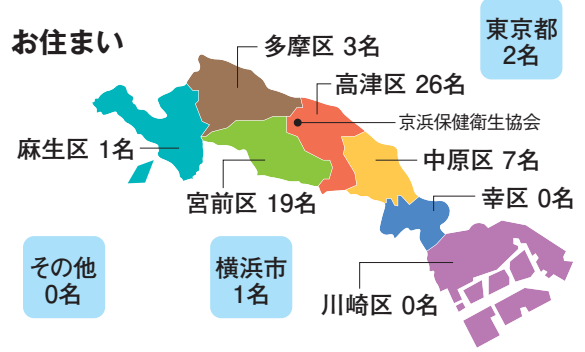 お住まい
多摩区 3名
東京都
2名
高津区 26名
京浜保健衛生協会
麻生区 1名
中原区 7名
宮前区 19名
幸区 0名
その他
0名
横浜市
1名
川崎区 0名